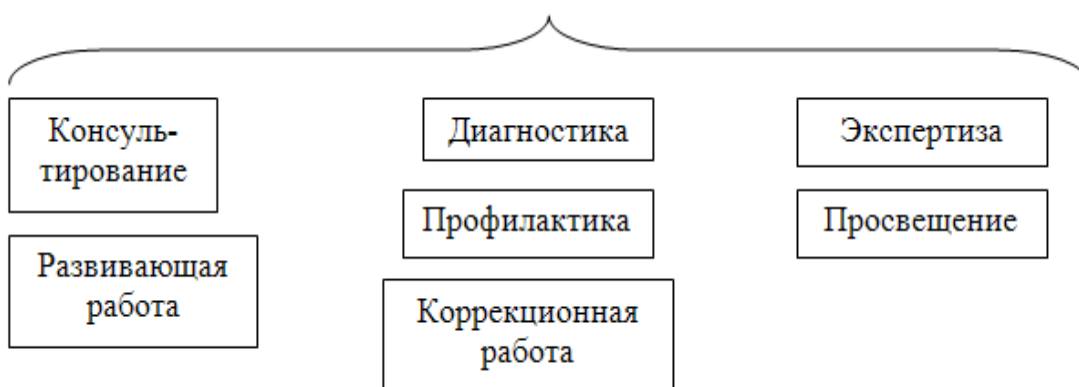 Консуль-
тирование
Диагностика
Экспертиза
Профилактика
Просвещение
Развивающая
работа
Коррекционная
работа